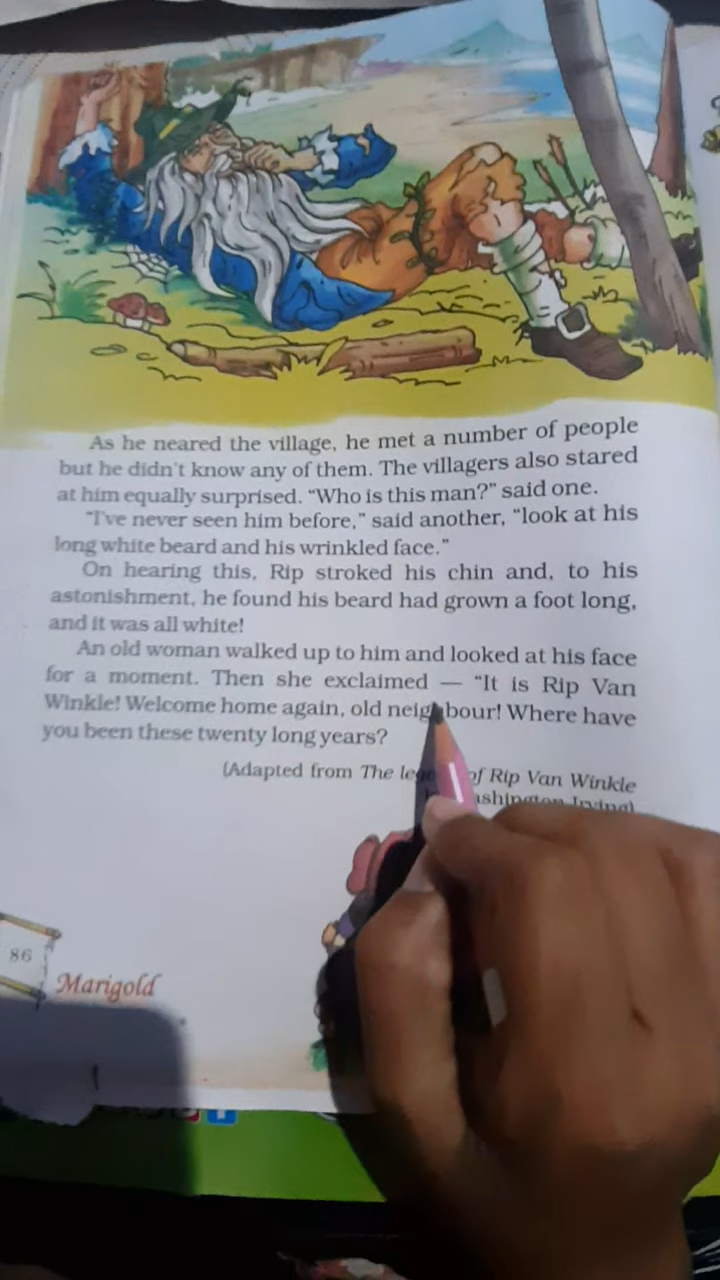 As he neared the village, he met a number of people
but he didn't know any of them. The villagers also stared
at him equally surprised. “Who is this man?” said one.
“I've never seen him before,” said another, “look at his
long white beard and his wrinkled face.”
On hearing this, Rip stroked his chin and, to his
astonishment, he found his beard had grown a foot long,
and it was all white!
An old woman walked up to him and looked at his face
for a moment. Then she exclaimed — “It is Rip Van
Winkle! Welcome home again, old neighbour! Where have
you been these twenty long years?
(Adapted from The of Rip Van Winkle
Irving)
86
Marigold